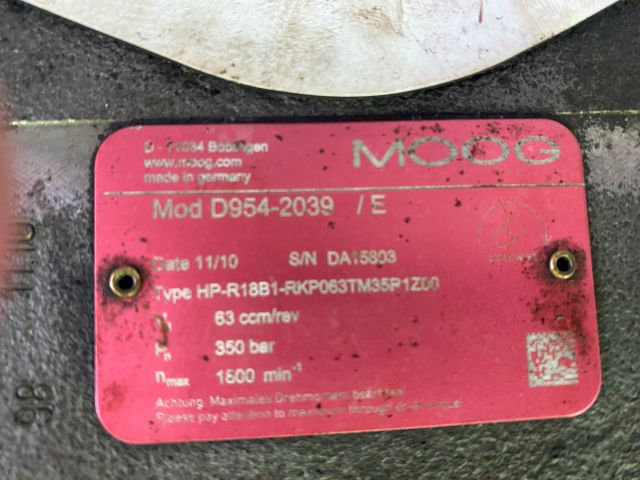 D - 71034 Böblingen
www.moog.com
made in germany
MOOG
Mod D954-2039 / E
Date 11/10 S/N DA15803
Type HP-R18B1-RKP063TM35R1Z00
63 ccm/rev
350 bar
nmax 1800 min-1
Achtung Maximales Drehmoment beachten!
Please pay attention to maximum through drive torque
98